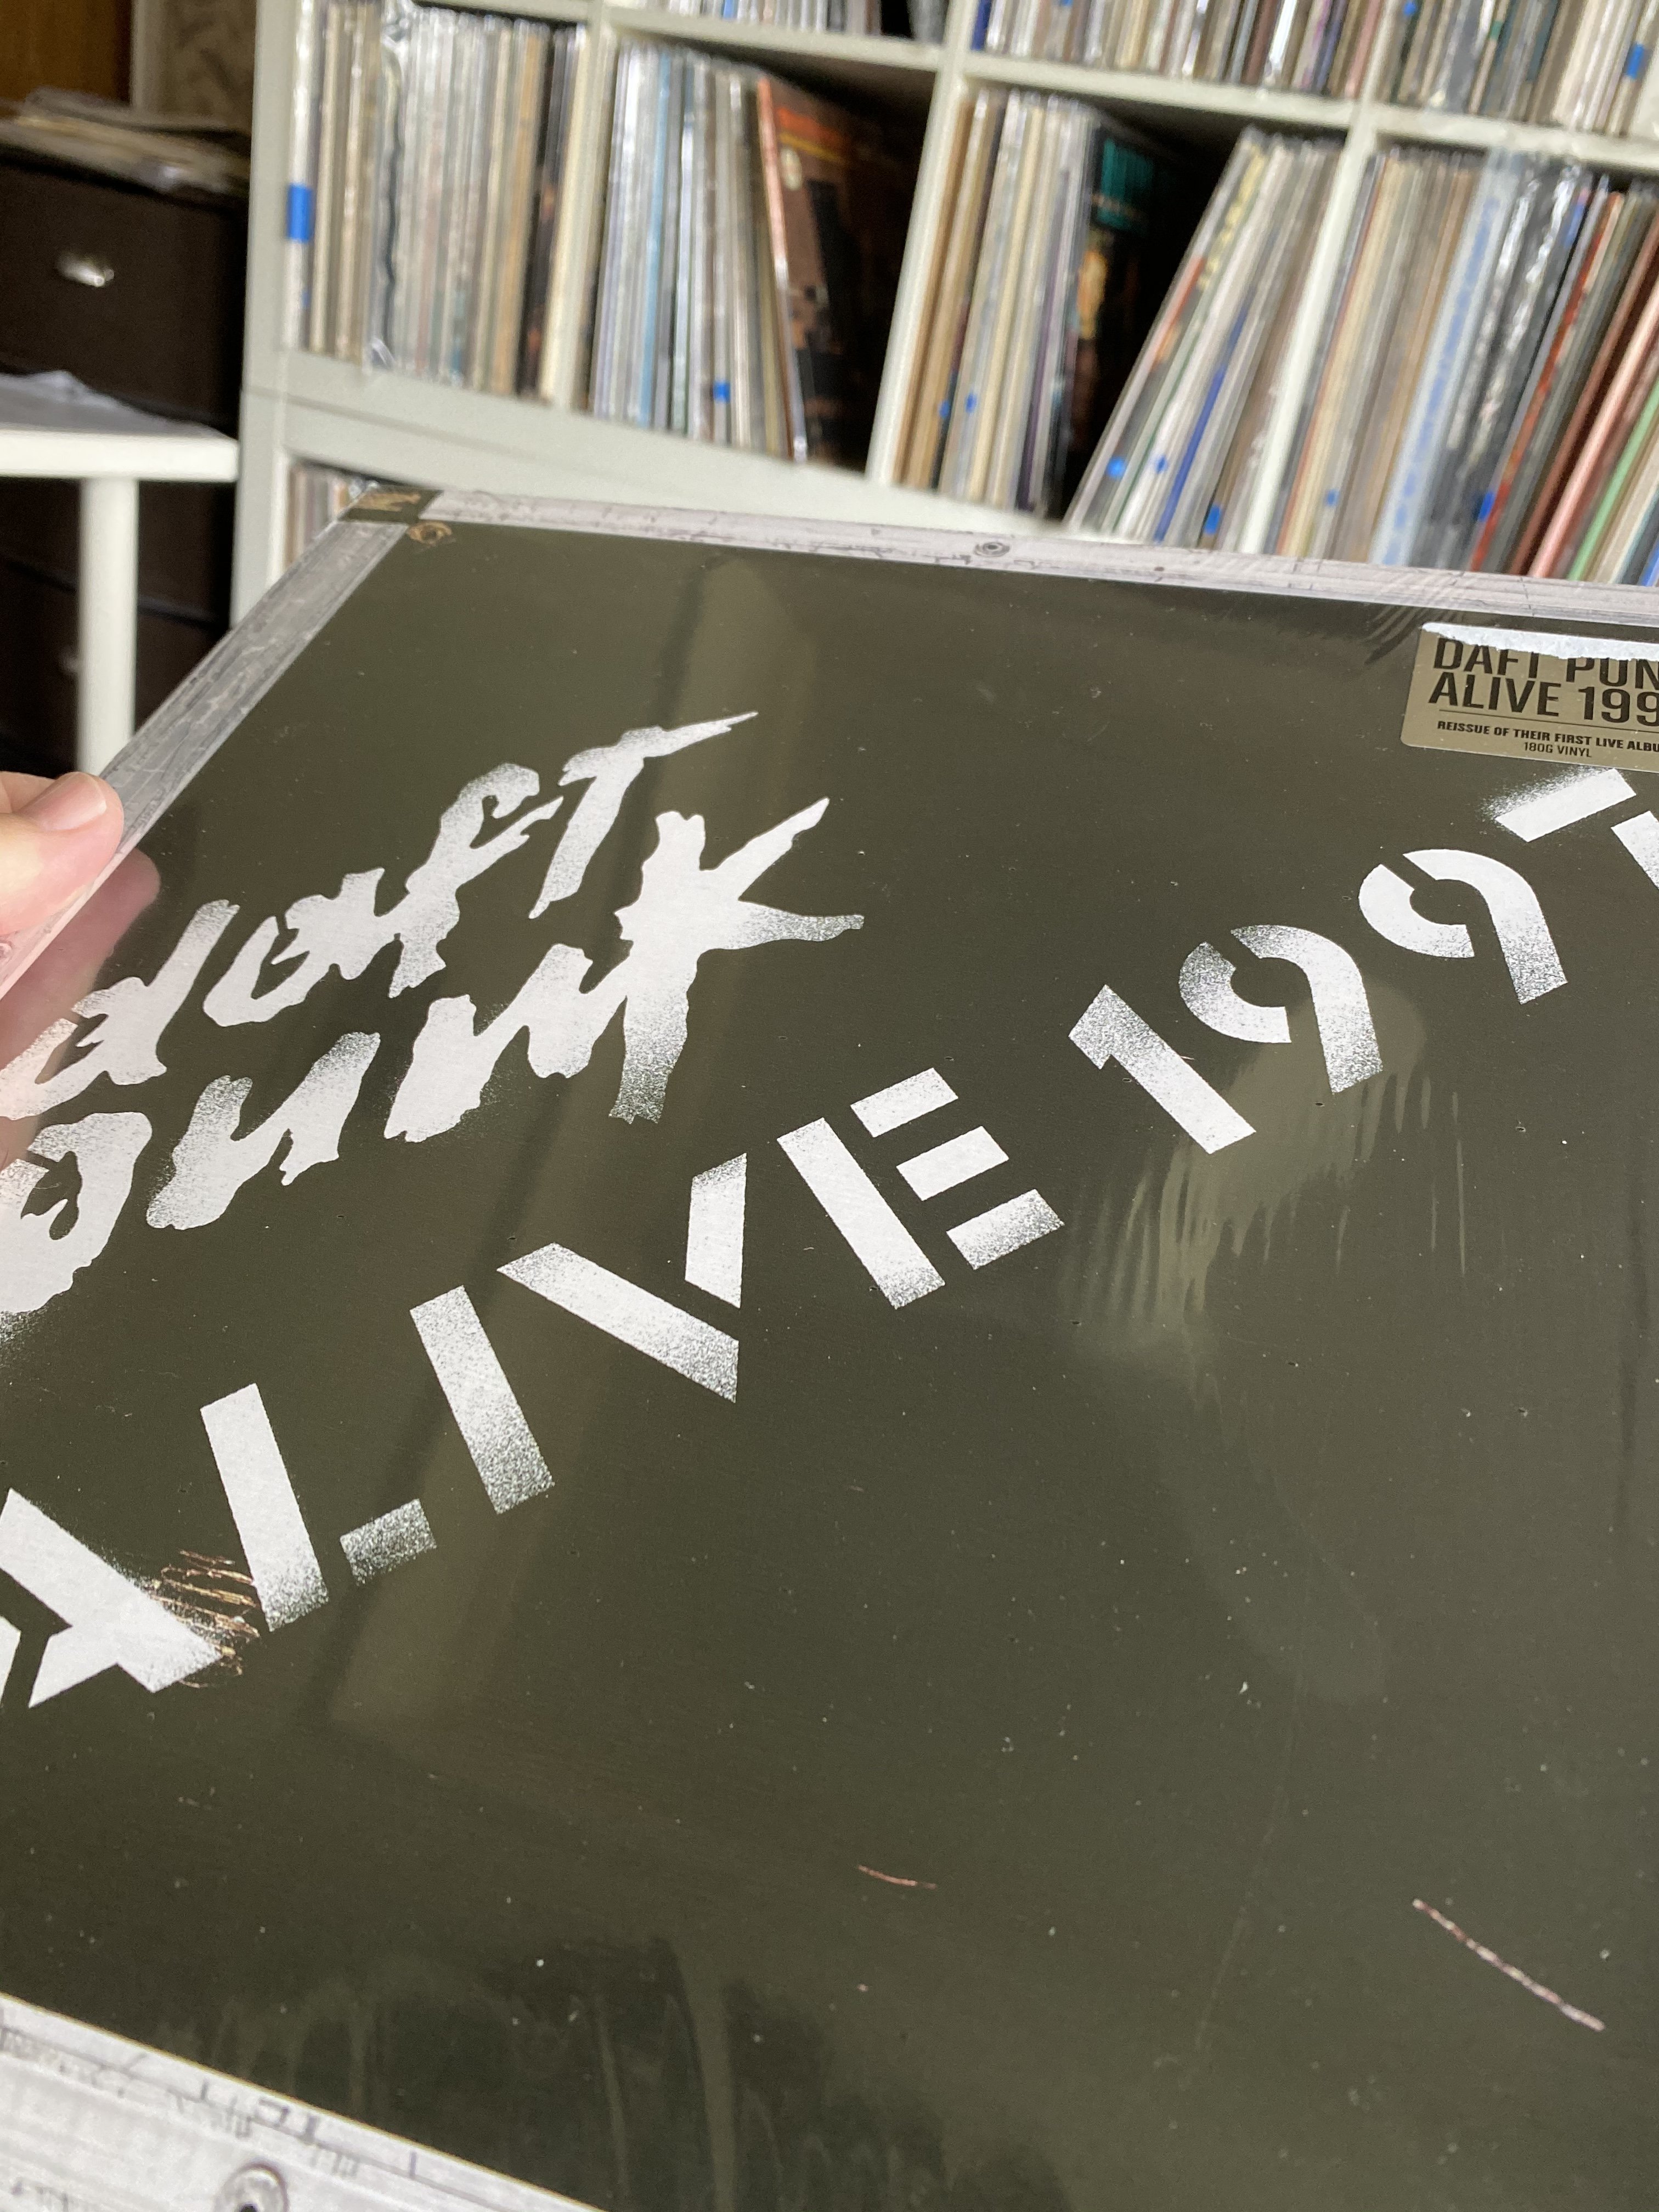 DAFT PUN
ALIVE 199
REISSUE OF THEIR FIRST LIVE ALBU
180G VINYL
daft
punk
ALIVE 1997